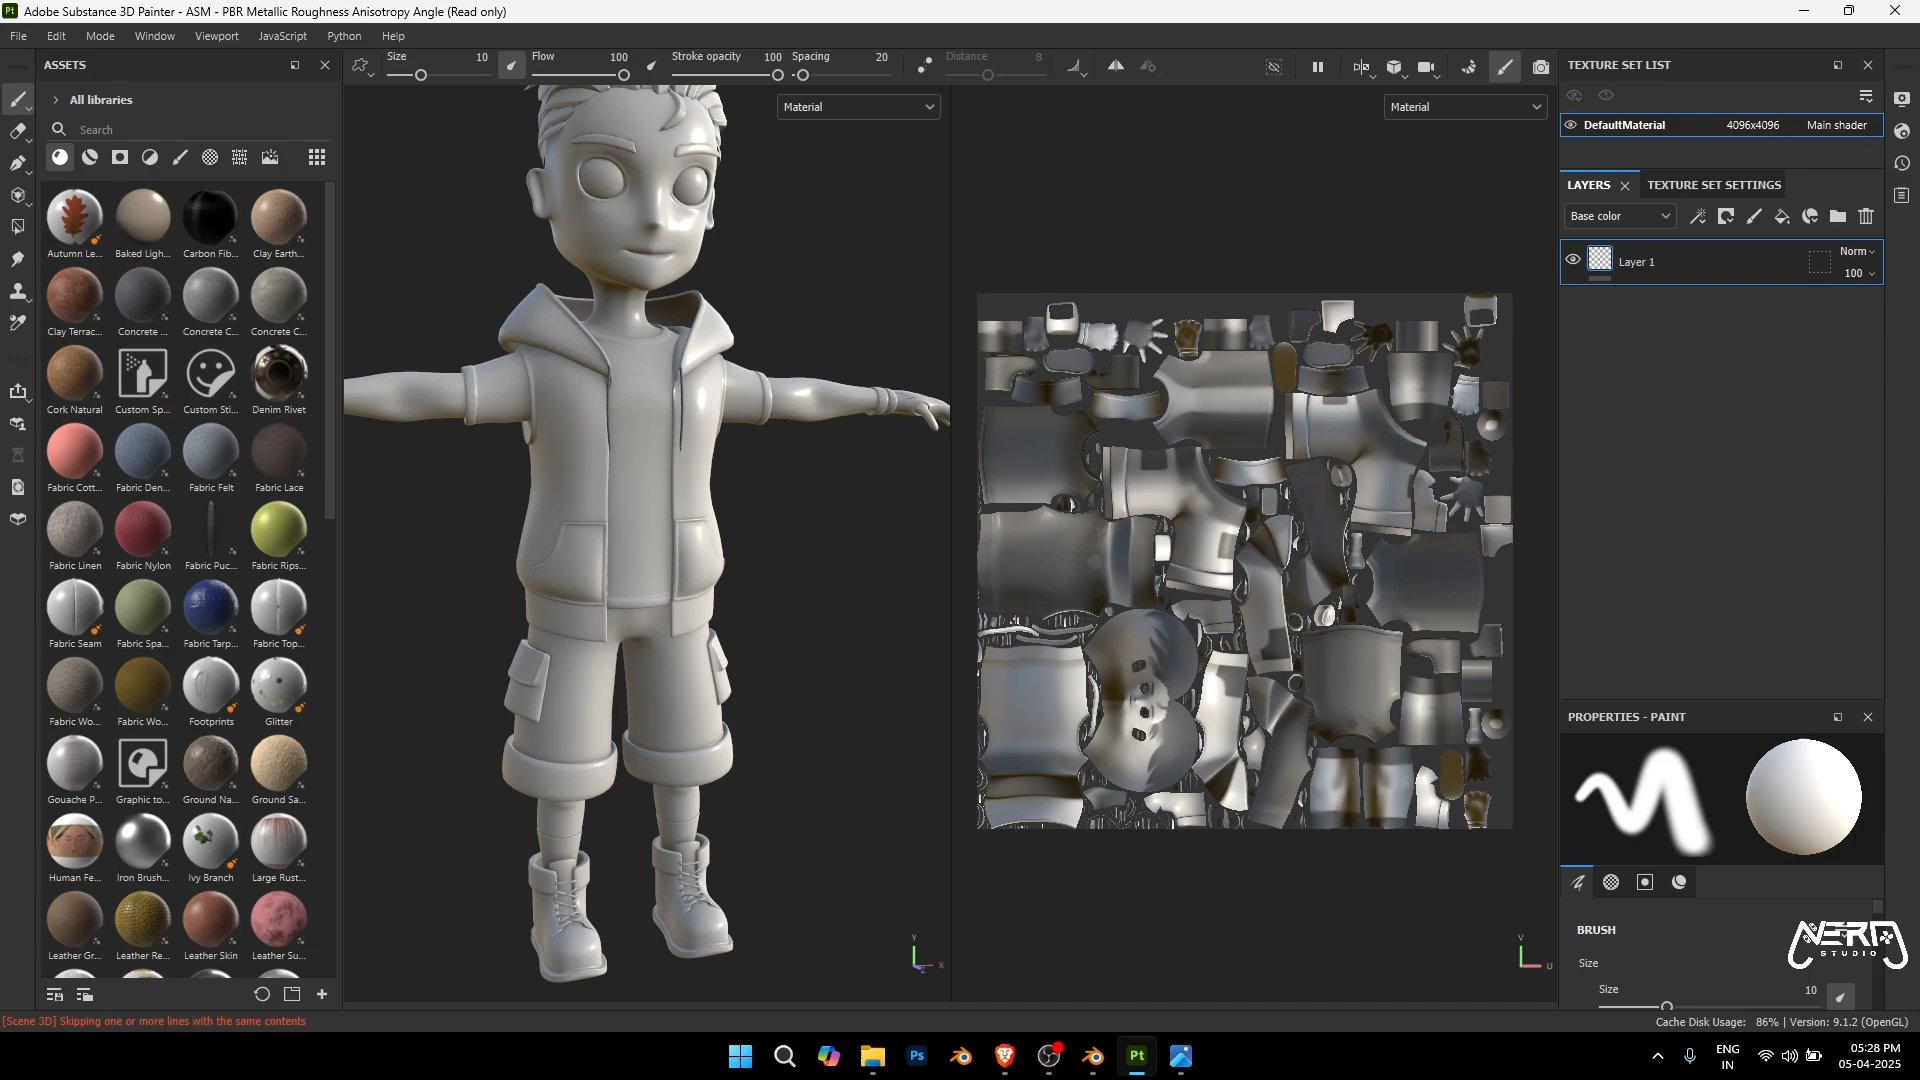 Pt Adobe Substance 3D Painter - ASM - PBR Metallic Roughness Anisotropy Angle (Read only)
File Edit Mode Window Viewport JavaScript Python Help
ASSETS
Size 10 Flow 100 Stroke opacity 100 Spacing 20 Distance 8
TEXTURE SET LIST
All libraries
Search
Material
Material
DefaultMaterial 4096x4096 Main shader
LAYERS TEXTURE SET SETTINGS
Base color
Layer 1 Norm
100
Autumn Le... Baked Ligh... Carbon Fib... Clay Earth...
Clay Terrac... Concrete ... Concrete C... Concrete C...
Cork Natural Custom Sp... Custom Sti... Denim Rivet
Fabric Cott... Fabric Den... Fabric Felt Fabric Lace
Fabric Linen Fabric Nylon Fabric Puc... Fabric Rips...
Fabric Seam Fabric Spa... Fabric Tarp... Fabric Top...
Fabric Wo... Fabric Wo... Footprints Glitter
Gouache P... Graphic to... Ground Na... Ground Sa...
Human Fe... Iron Brush... Ivy Branch Large Rust...
Leather Gr... Leather Re... Leather Skin Leather Su...
Y
X
Z
V
U
PROPERTIES - PAINT
BRUSH
Size
Size 10
NERD
STUDIO
[Scene 3D] Skipping one or more lines with the same contents
Cache Disk Usage: 86% | Version: 9.1.2 (OpenGL)
Ps
Pt
ENG
IN
05:28 PM
05-04-2025